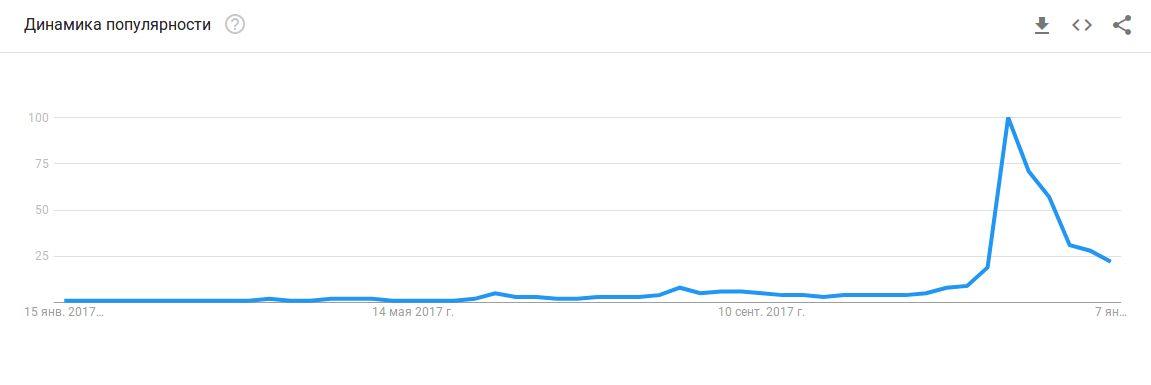 Динамика популярности
100
75
50
25
15 янв. 2017…
14 мая 2017 г.
10 сент. 2017 г.
7 ян…